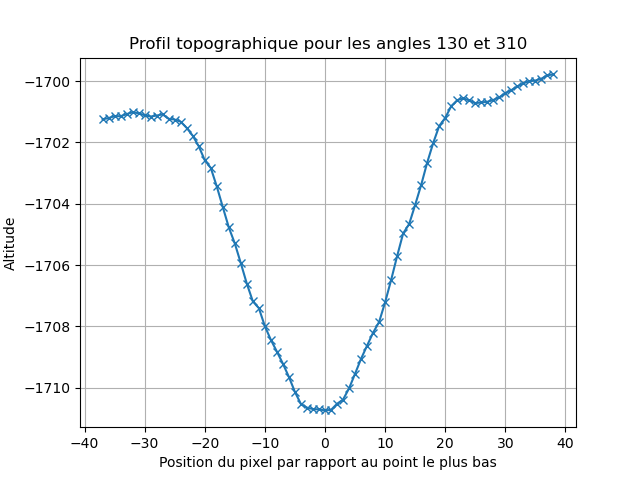 Profil topographique pour les angles 130 et 310
−1700
−1702
−1704
−1706
−1708
−1710
Altitude
−40 −30 −20 −10 0 10 20 30 40
Position du pixel par rapport au point le plus bas